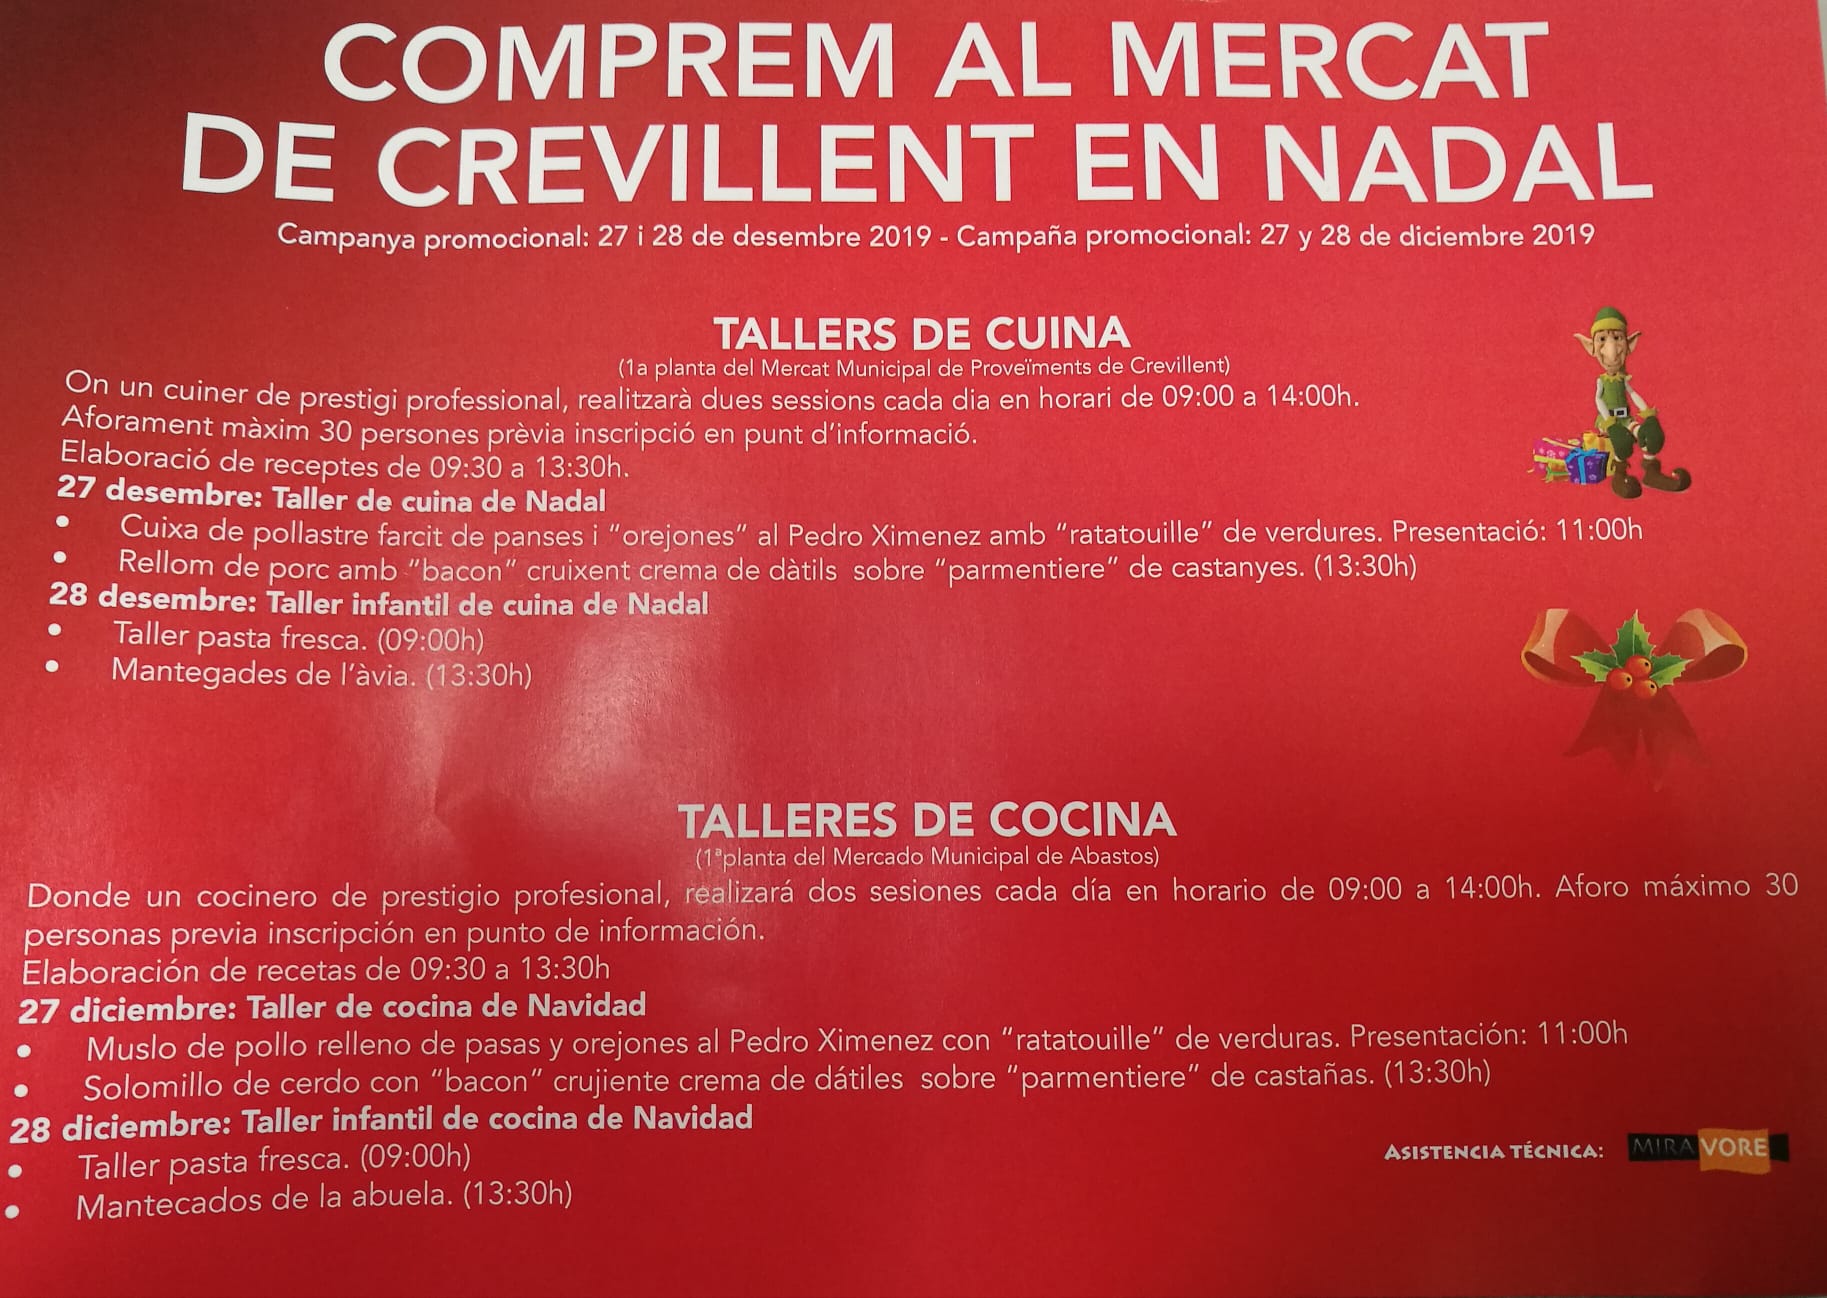 COMPREM AL MERCAT
DE CREVILLENT EN NADAL
Campanya promocional: 27 i 28 de desembre 2019 - Campaña promocional: 27 y 28 de diciembre 2019
TALLERS DE CUINA
(1a planta del Mercat Municipal de Proveïments de Crevillent)
On un cuiner de prestigi professional, realitzarà dues sessions cada dia en horari de 09:00 a 14:00h.
Aforament màxim 30 persones prèvia inscripció en punt d'informació.
Elaboració de receptes de 09:30 a 13:30h.
27 desembre: Taller de cuina de Nadal
• Cuixa de pollastre farcit de panses i "orejones" al Pedro Ximenez amb "ratatouille" de verdures. Presentació: 11:00h
• Rellom de porc amb "bacon" cruixent crema de dàtils sobre "parmentiere" de castanyes. (13:30h)
28 desembre: Taller infantil de cuina de Nadal
• Taller pasta fresca. (09:00h)
• Mantegades de l'àvia. (13:30h)
TALLERES DE COCINA
(1ªplanta del Mercado Municipal de Abastos)
Donde un cocinero de prestigio profesional, realizará dos sesiones cada día en horario de 09:00 a 14:00h. Aforo máximo 30
personas previa inscripción en punto de información.
Elaboración de recetas de 09:30 a 13:30h
27 diciembre: Taller de cocina de Navidad
• Muslo de pollo relleno de pasas y orejones al Pedro Ximenez con "ratatouille" de verduras. Presentación: 11:00h
• Solomillo de cerdo con "bacon" crujiente crema de dátiles sobre "parmentiere" de castañas. (13:30h)
28 diciembre: Taller infantil de cocina de Navidad
• Taller pasta fresca. (09:00h)
• Mantecados de la abuela. (13:30h)
ASISTENCIA TÉCNICA: MIRAVORE